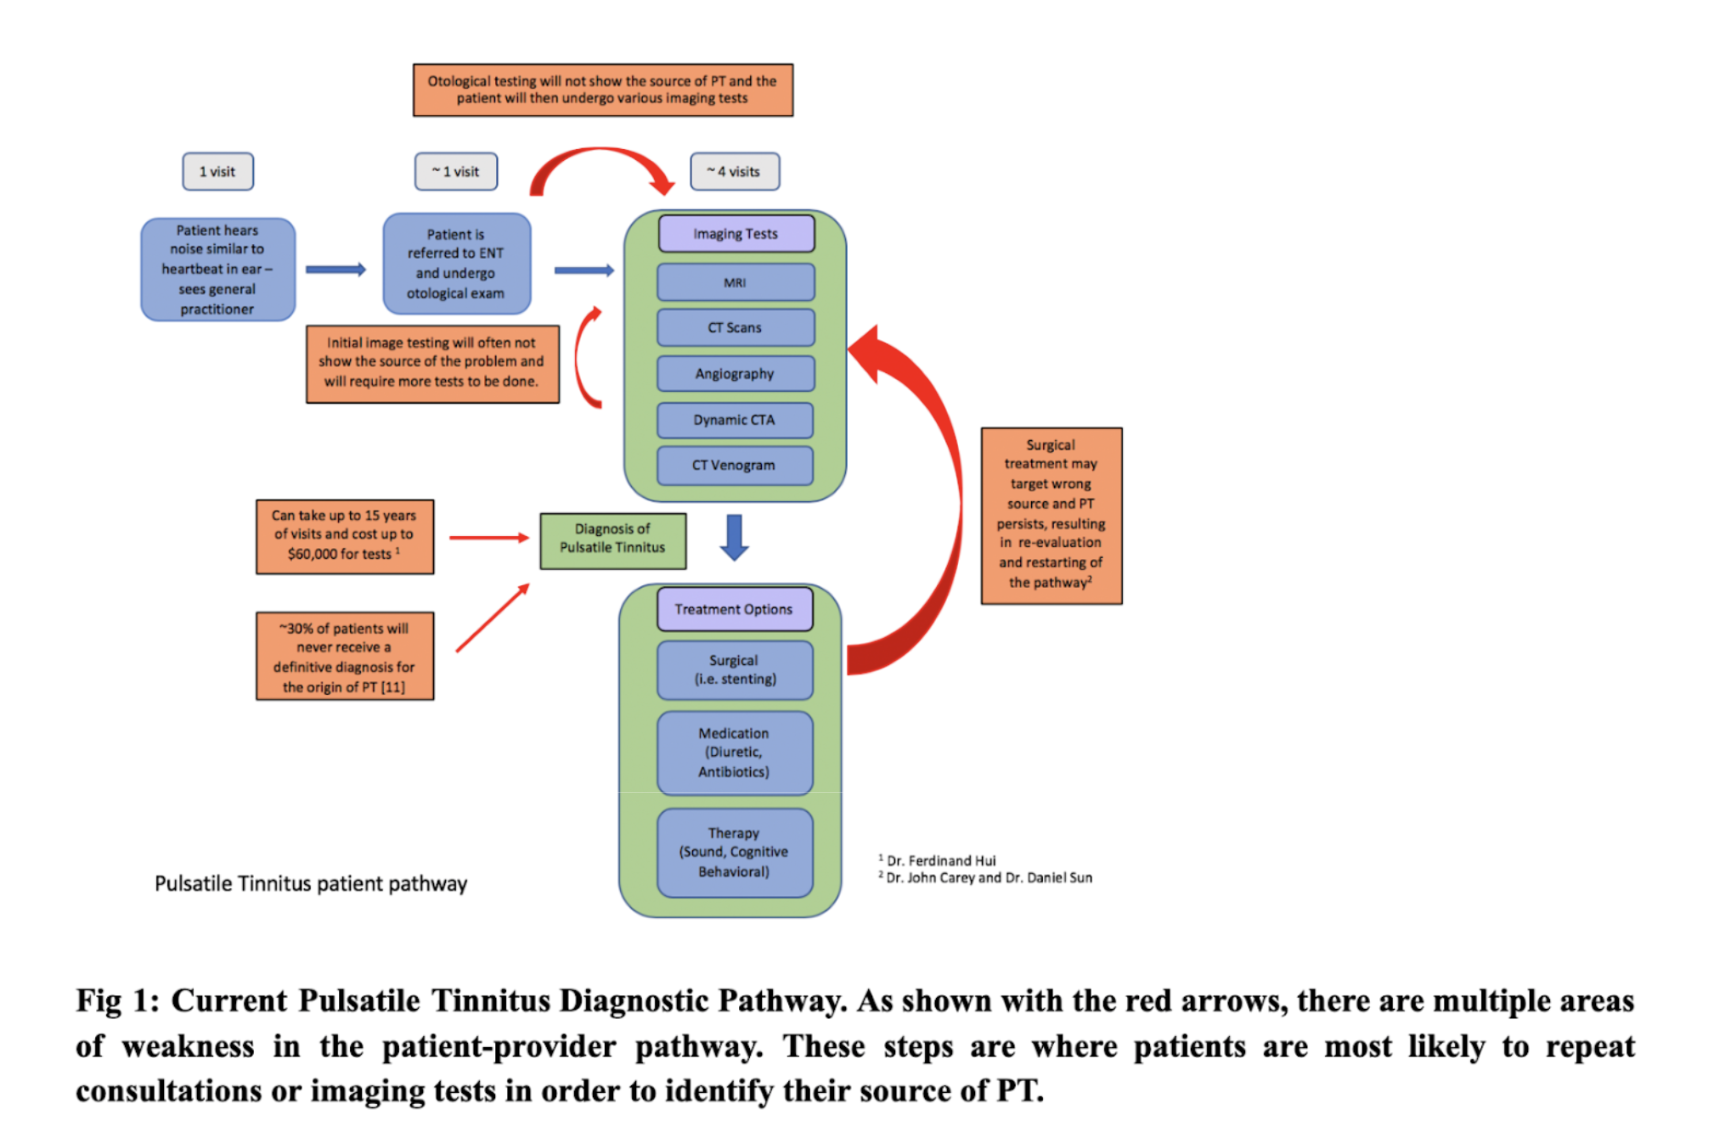 Otological testing will not show the source of PT and the
patient will then undergo various imaging tests
1 visit
~ 1 visit
~ 4 visits
Patient hears
noise similar to
heartbeat in ear –
sees general
practitioner
Patient is
referred to ENT
and undergo
otological exam
Imaging Tests
MRI
CT Scans
Angiography
Dynamic CTA
CT Venogram
Initial image testing will often not
show the source of the problem and
will require more tests to be done.
Surgical
treatment may
target wrong
source and PT
persists, resulting
in re-evaluation
and restarting of
the pathway²
Can take up to 15 years
of visits and cost up to
$60,000 for tests ¹
Diagnosis of
Pulsatile Tinnitus
~30% of patients will
never receive a
definitive diagnosis for
the origin of PT [11]
Treatment Options
Surgical
(i.e. stenting)
Medication
(Diuretic,
Antibiotics)
Therapy
(Sound, Cognitive
Behavioral)
¹ Dr. Ferdinand Hui
² Dr. John Carey and Dr. Daniel Sun
Pulsatile Tinnitus patient pathway
Fig 1: Current Pulsatile Tinnitus Diagnostic Pathway. As shown with the red arrows, there are multiple areas
of weakness in the patient-provider pathway. These steps are where patients are most likely to repeat
consultations or imaging tests in order to identify their source of PT.